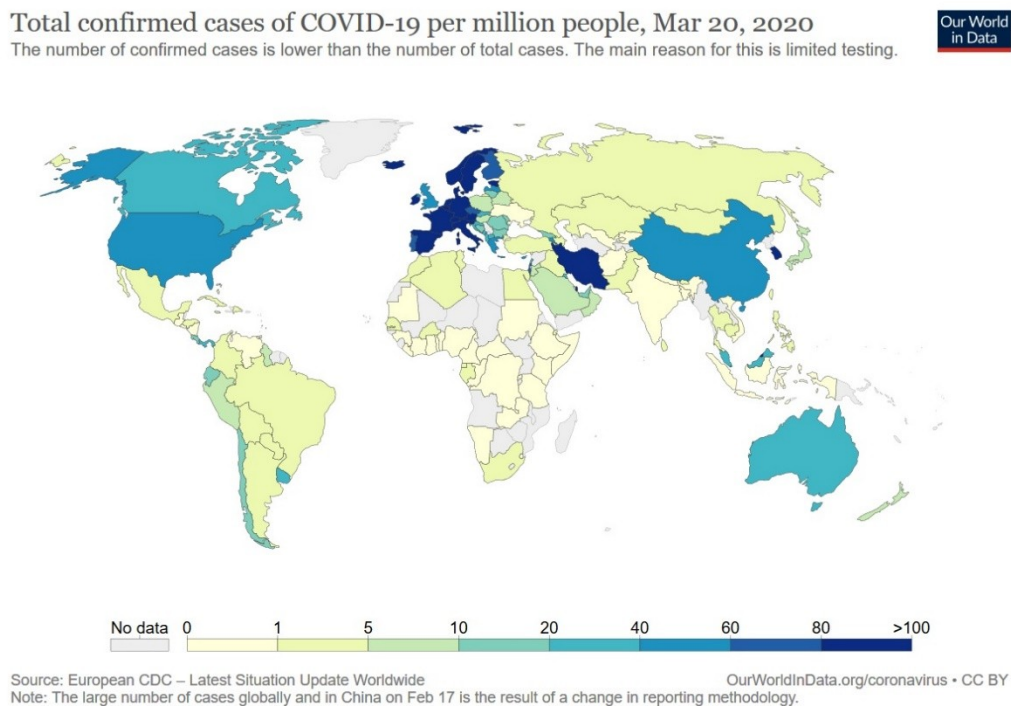 Total confirmed cases of COVID-19 per million people, Mar 20, 2020
The number of confirmed cases is lower than the number of total cases. The main reason for this is limited testing.
Our World
in Data
No data 0 1 5 10 20 40 60 80 >100
Source: European CDC – Latest Situation Update Worldwide
OurWorldInData.org/coronavirus • CC BY
Note: The large number of cases globally and in China on Feb 17 is the result of a change in reporting methodology.